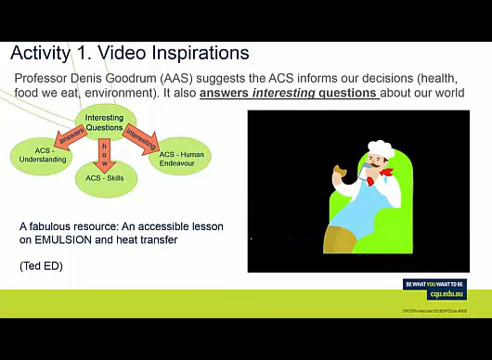 Activity 1. Video Inspirations
Professor Denis Goodrum (AAS) suggests the ACS informs our decisions (health,
food we eat, environment). It also answers interesting questions about our world
Interesting
Questions
answers
how
interesting
ACS -
Understanding
ACS - Skills
ACS - Human
Endeavour
A fabulous resource: An accessible lesson
on EMULSION and heat transfer
(Ted ED)
BE WHAT YOU WANT TO BE
cqu.edu.au